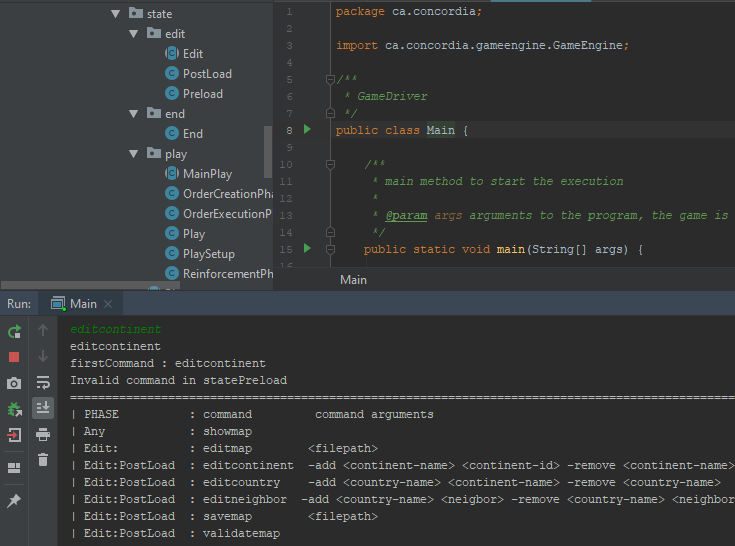 state
edit
Edit
PostLoad
Preload
end
End
play
MainPlay
OrderCreationPha
OrderExecutionP
Play
PlaySetup
ReinforcementPh
1 package ca.concordia;
2
3 import ca.concordia.gameengine.GameEngine;
4
5 /**
6 * GameDriver
7 */
8 public class Main {
9
10 /**
11 * main method to start the execution
12 *
13 * @param args arguments to the program, the game is
14 */
15 public static void main(String[] args) {
Main
Run: Main
editcontinent
editcontinent
firstCommand : editcontinent
Invalid command in statePreload
| PHASE : command command arguments
| Any : showmap
| Edit: : editmap <filepath>
| Edit:PostLoad : editcontinent -add <continent-name> <continent-id> -remove <continent-name>
| Edit:PostLoad : editcountry -add <country-name> <continent-name> -remove <country-name>
| Edit:PostLoad : editneighbor -add <country-name> <neigbor> -remove <country-name> <neighbor
| Edit:PostLoad : savemap <filepath>
| Edit:PostLoad : validatemap